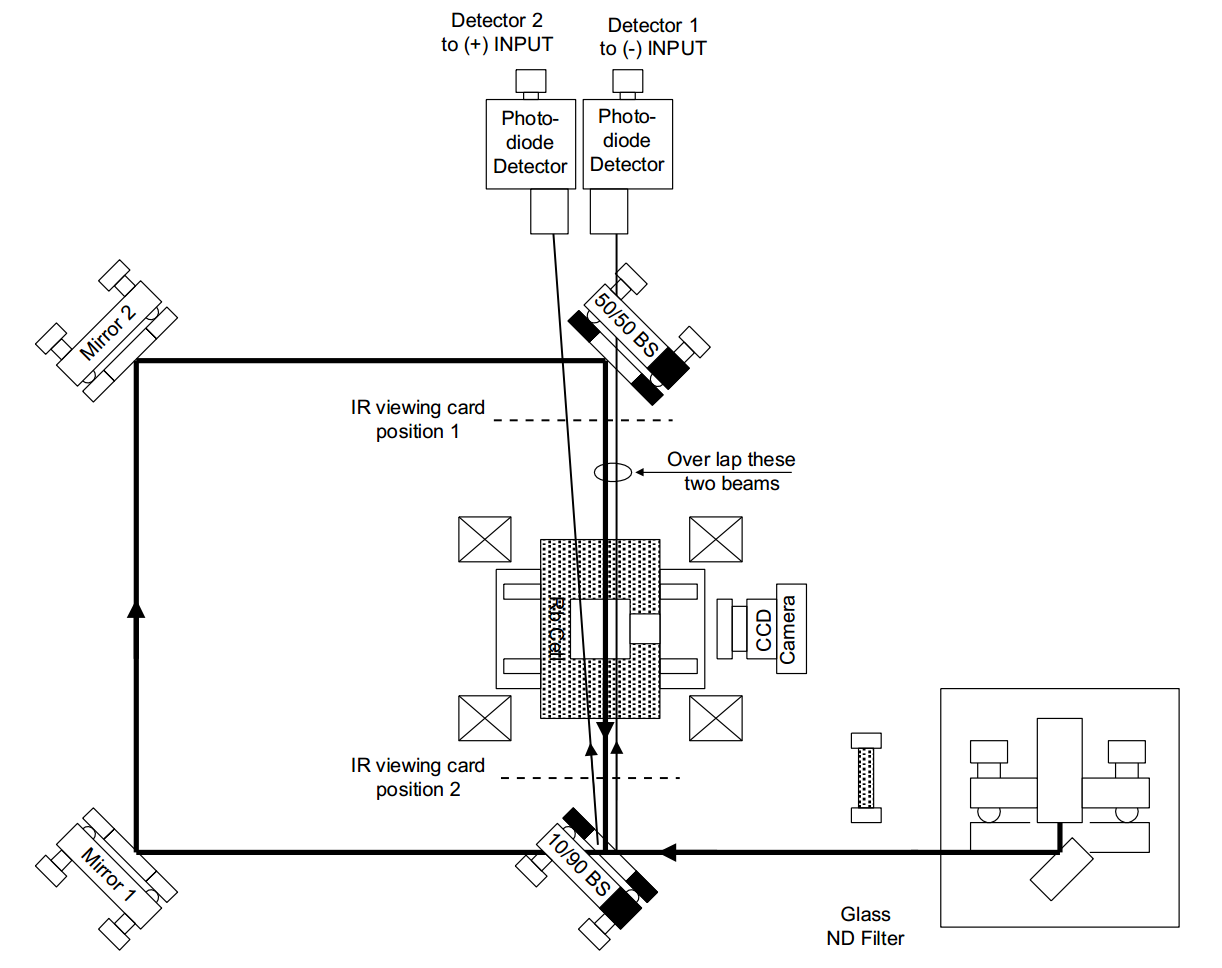 Detector 2
to (+) INPUT
Detector 1
to (-) INPUT
Photo-
diode
Detector
Photo-
diode
Detector
Mirror 2
50/50 BS
IR viewing card
position 1
Over lap these
two beams
Rb Cell
CCD
Camera
IR viewing card
position 2
Mirror 1
10/90 BS
Glass
ND Filter